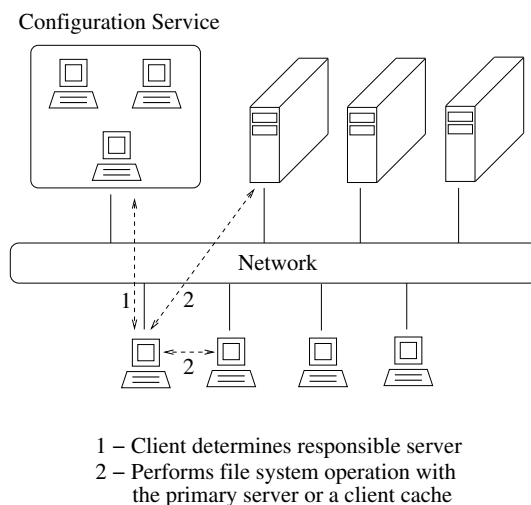 Configuration Service
Network
1
2
2
1 – Client determines responsible server
2 – Performs file system operation with
the primary server or a client cache